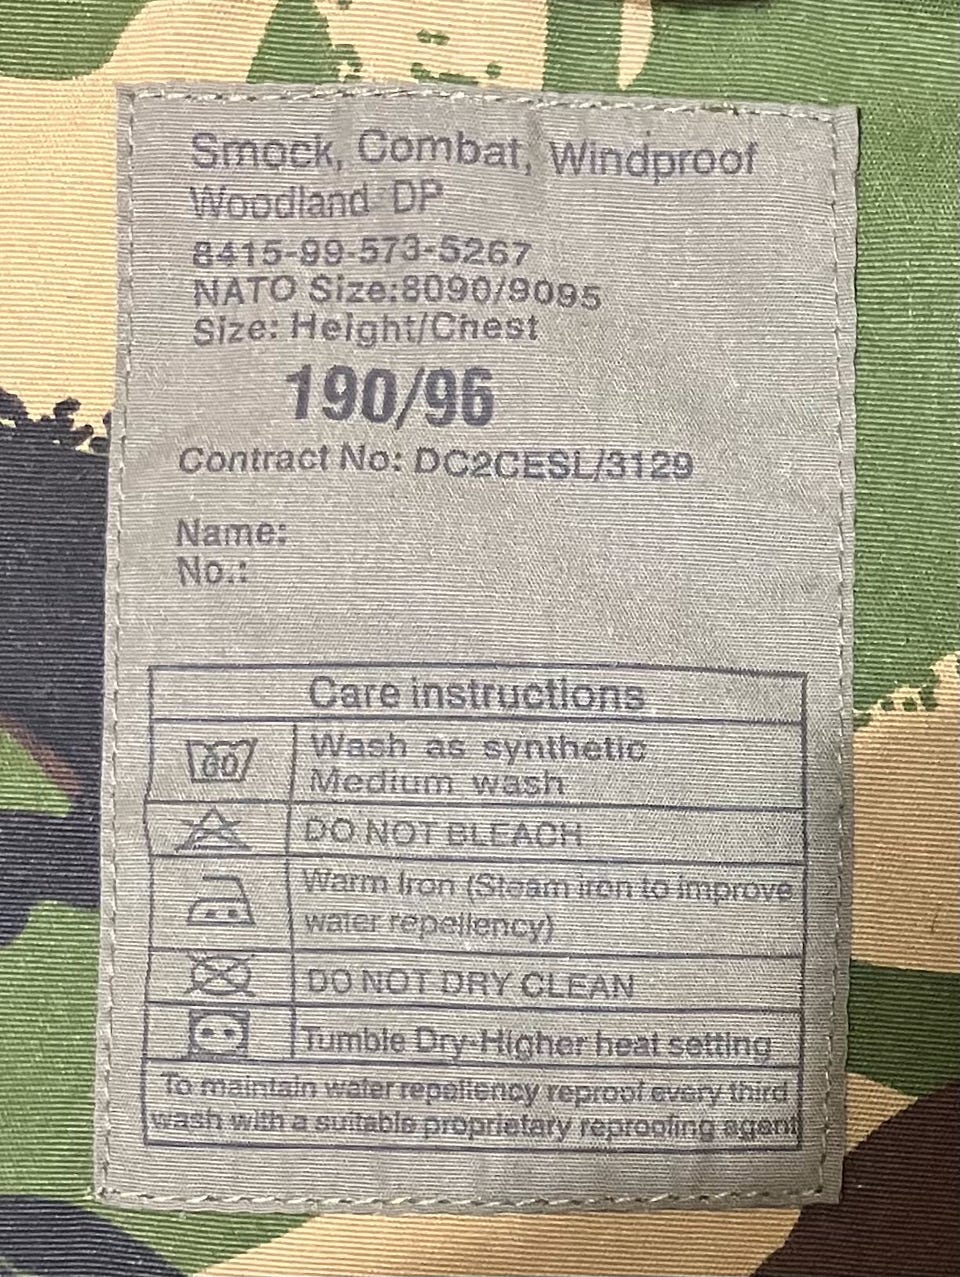 Smock, Combat, Windproof
Woodland DP
8415-99-573-5267
NATO Size:8090/9095
Size: Height/Chest
190/96
Contract No: DC2CESL/3129
Name:
No.:
Care instructions
60 Wash as synthetic
Medium wash
DO NOT BLEACH
Warm Iron (Steam iron to improve
water repellency)
DO NOT DRY CLEAN
Tumble Dry-Higher heat setting
To maintain water repellency reproof every third
wash with a suitable proprietary reproofing agent